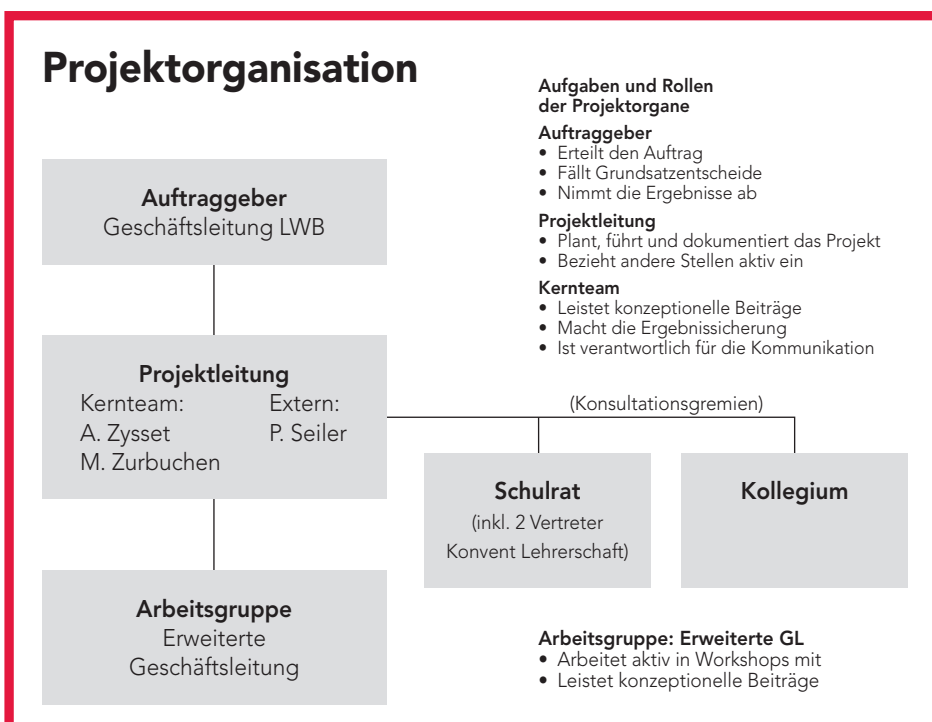 Projektorganisation
Auftraggeber
Geschäftsleitung LWB
Projektleitung
Kernteam: Extern:
A. Zysset P. Seiler
M. Zurbuchen
Arbeitsgruppe
Erweiterte
Geschäftsleitung
(Konsultationsgremien)
Schulrat
(inkl. 2 Vertreter
Konvent Lehrerschaft)
Kollegium
Aufgaben und Rollen
der Projektorgane
Auftraggeber
• Erteilt den Auftrag
• Fällt Grundsatzentscheide
• Nimmt die Ergebnisse ab
Projektleitung
• Plant, führt und dokumentiert das Projekt
• Bezieht andere Stellen aktiv ein
Kernteam
• Leistet konzeptionelle Beiträge
• Macht die Ergebnissicherung
• Ist verantwortlich für die Kommunikation
Arbeitsgruppe: Erweiterte GL
• Arbeitet aktiv in Workshops mit
• Leistet konzeptionelle Beiträge